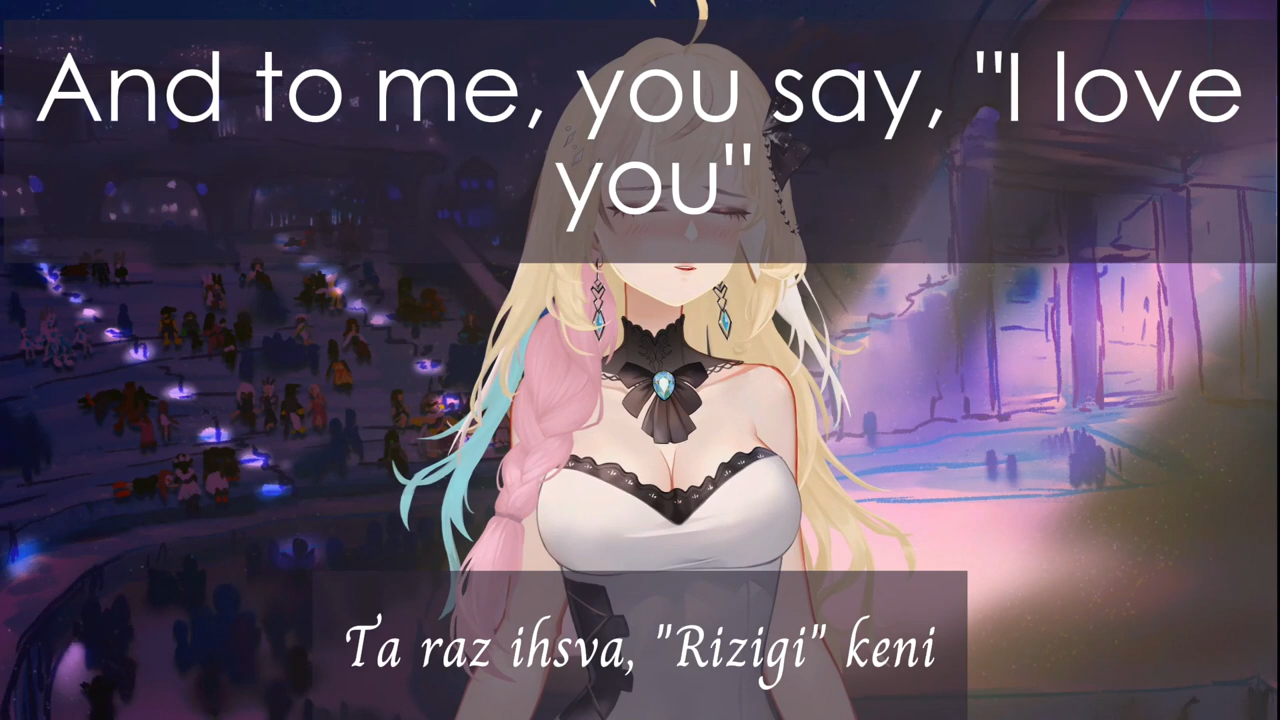 And to me, you say, "I love
you"
Ta raz ihsva, "Rizigi" keni